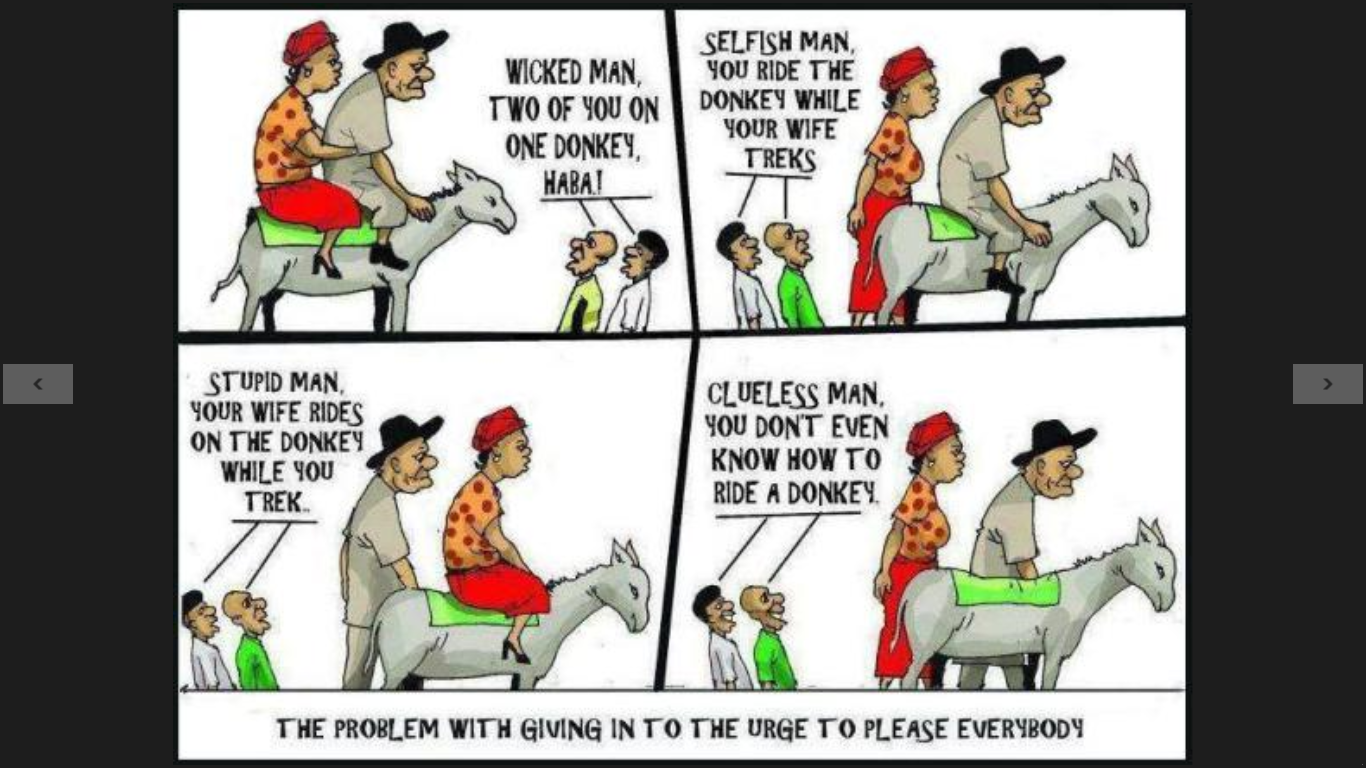 WICKED MAN,
TWO OF YOU ON
ONE DONKEY,
HABA!
SELFISH MAN,
YOU RIDE THE
DONKEY WHILE
YOUR WIFE
TREKS
STUPID MAN,
YOUR WIFE RIDES
ON THE DONKEY
WHILE YOU
TREK..
CLUELESS MAN,
YOU DON'T EVEN
KNOW HOW TO
RIDE A DONKEY.
THE PROBLEM WITH GIVING IN TO THE URGE TO PLEASE EVERYBODY